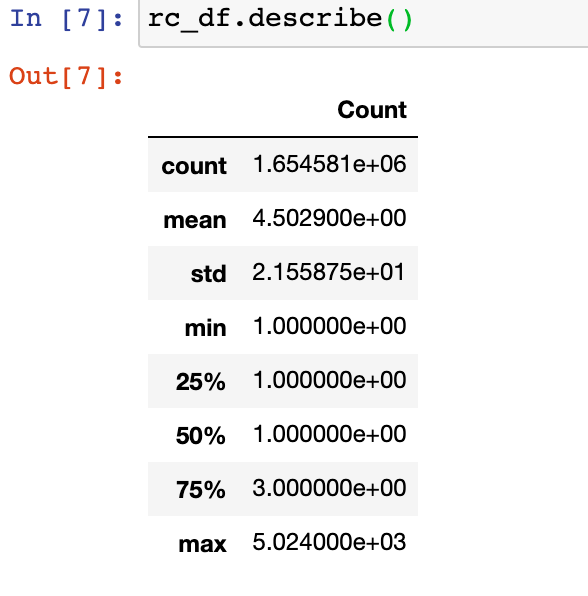 In [7]: rc_df.describe()
Out[7]:
Count
count 1.654581e+06
mean 4.502900e+00
std 2.155875e+01
min 1.000000e+00
25% 1.000000e+00
50% 1.000000e+00
75% 3.000000e+00
max 5.024000e+03